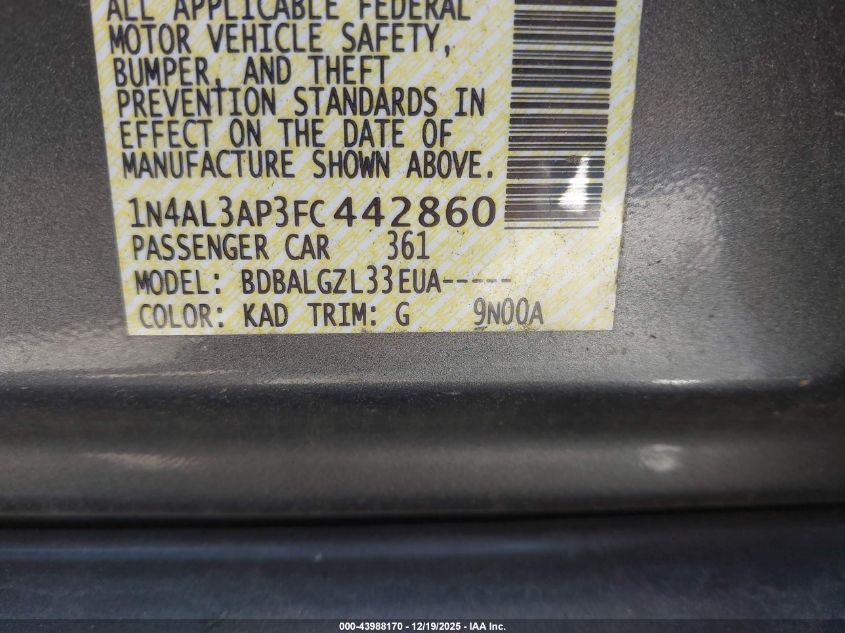 ALL APPLICABLE FEDERAL
MOTOR VEHICLE SAFETY,
BUMPER, AND THEFT
PREVENTION STANDARDS IN
EFFECT ON THE DATE OF
MANUFACTURE SHOWN ABOVE.
1N4AL3AP3FC442860
PASSENGER CAR 361
MODEL: BDBALGZL33EUA-----
COLOR: KAD TRIM: G 9N00A
000-43988170 - 12/19/2025 - IAA Inc.